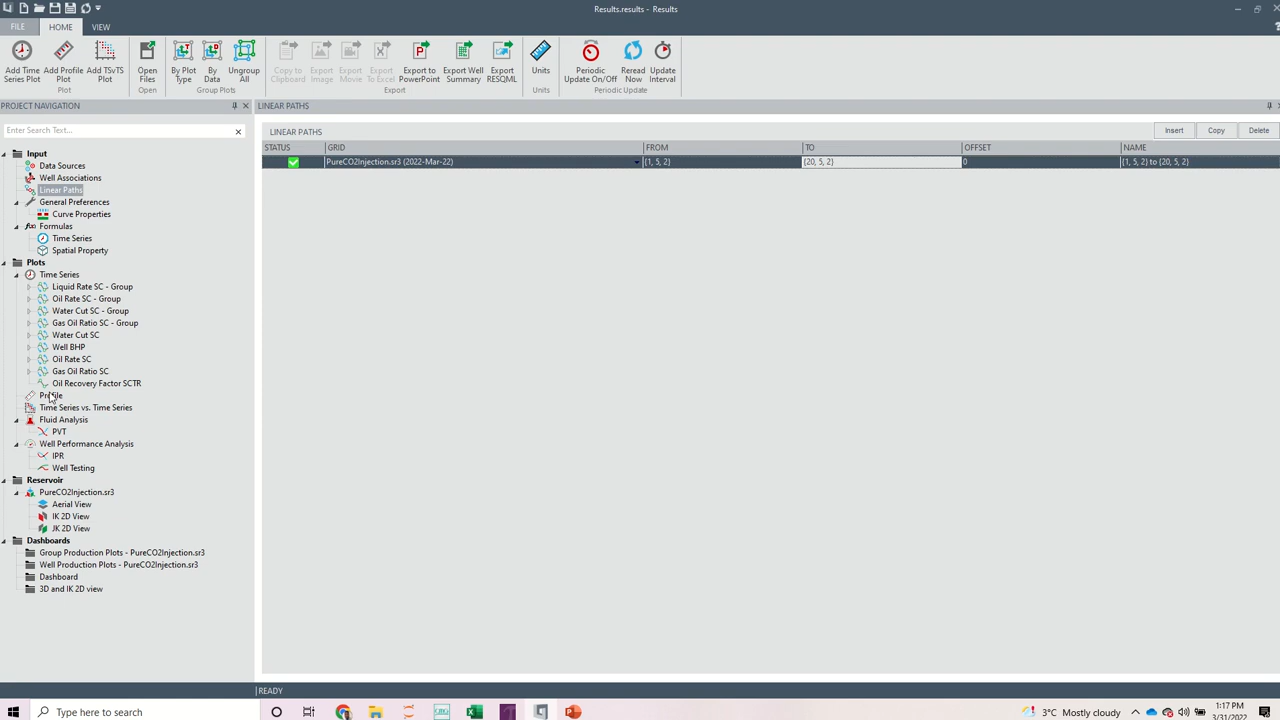 Results.results - Results
FILE HOME VIEW
Add Time Series Plot
Add Profile Plot
Add TSvTS Plot
Plot
Open Files
Open
By Plot Type
By Data
Ungroup All
Group Plots
Copy to Clipboard
Export Image
Export Movie
Export To Excel
Export to PowerPoint
Export Well Summary
Export RESQML
Export
Units
Units
Periodic Update On/Off
Reread Now
Update Interval
Periodic Update
PROJECT NAVIGATION
Enter Search Text...
Input
Data Sources
Well Associations
Linear Paths
General Preferences
Curve Properties
Formulas
Time Series
Spatial Property
Plots
Time Series
Liquid Rate SC - Group
Oil Rate SC - Group
Water Cut SC - Group
Gas Oil Ratio SC - Group
Water Cut SC
Well BHP
Oil Rate SC
Gas Oil Ratio SC
Oil Recovery Factor SCTR
Profile
Time Series vs. Time Series
Fluid Analysis
PVT
Well Performance Analysis
IPR
Well Testing
Reservoir
PureCO2Injection.sr3
Aerial View
IK 2D View
JK 2D View
Dashboards
Group Production Plots - PureCO2Injection.sr3
Well Production Plots - PureCO2Injection.sr3
Dashboard
3D and IK 2D view
LINEAR PATHS
LINEAR PATHS
Insert Copy Delete
STATUS GRID FROM TO OFFSET NAME
PureCO2Injection.sr3 (2022-Mar-22) {1, 5, 2} {20, 5, 2} 0 {1, 5, 2} to {20, 5, 2}
READY
Type here to search
3°C Mostly cloudy
1:17 PM
3/31/2022